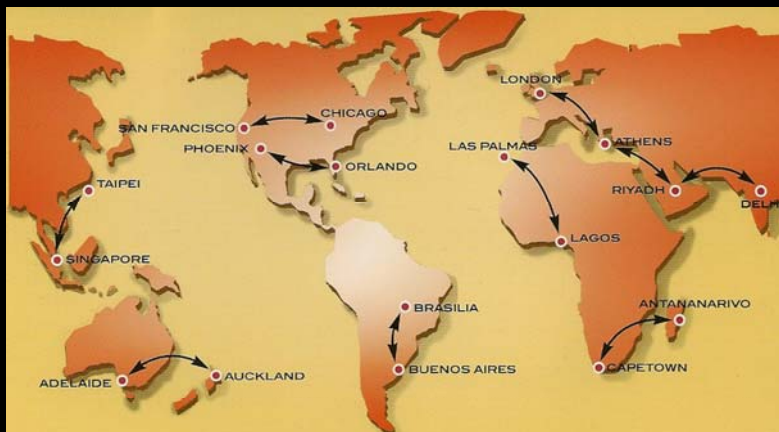 LONDON
SAN FRANCISCO
CHICAGO
PHOENIX
ORLANDO
LAS PALMAS
ATHENS
TAIPEI
RIYADH
DELH
LAGOS
SINGAPORE
BRASILIA
ANTANANARIVO
ADELAIDE
AUCKLAND
BUENOS AIRES
CAPETOWN